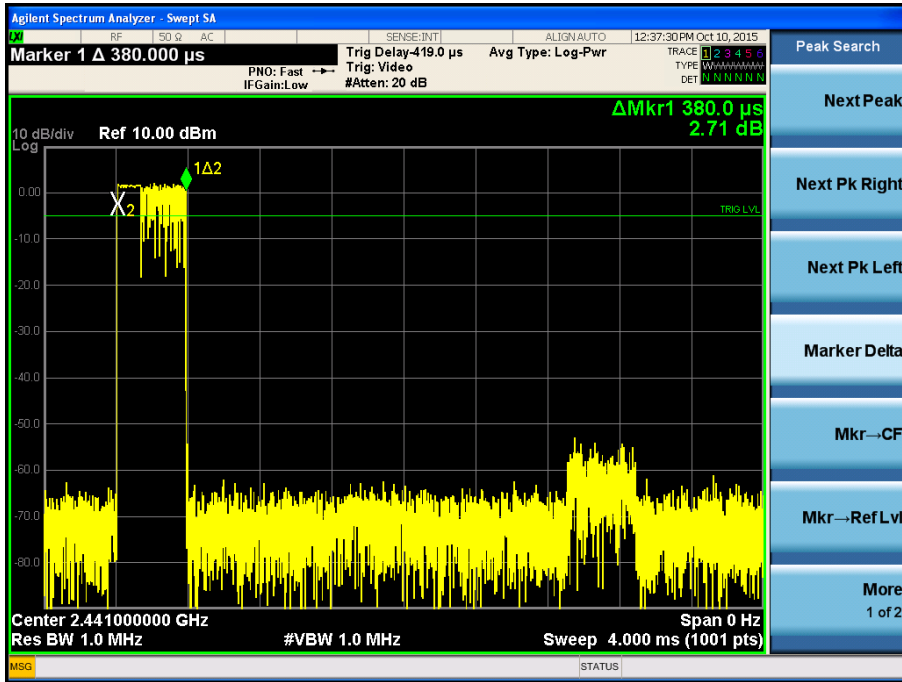 Agilent Spectrum Analyzer - Swept SA
LXI RF 50 Ω AC SENSE:INT ALIGN AUTO 12:37:30 PM Oct 10, 2015
Marker 1 Δ 380.000 µs
PNO: Fast
IFGain:Low
Trig Delay-419.0 µs
Trig: Video
#Atten: 20 dB
Avg Type: Log-Pwr
TRACE 1 2 3 4 5 6
TYPE W
DET N N N N N N
ΔMkr1 380.0 µs
2.71 dB
10 dB/div Ref 10.00 dBm
Log
1Δ2
0.00
X2
TRIG LVL
-10.0
-20.0
-30.0
-40.0
-50.0
-60.0
-70.0
-80.0
Center 2.441000000 GHz Span 0 Hz
Res BW 1.0 MHz #VBW 1.0 MHz Sweep 4.000 ms (1001 pts)
MSG STATUS
Peak Search
Next Peak
Next Pk Right
Next Pk Left
Marker Delta
Mkr→CF
Mkr→Ref Lvl
More
1 of 2